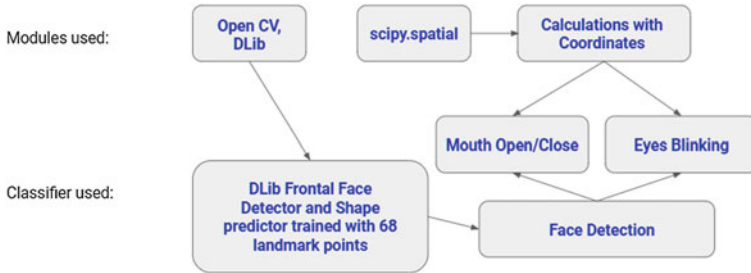 Modules used:
Open CV,
DLib
scipy.spatial
Calculations with
Coordinates
Mouth Open/Close
Eyes Blinking
Classifier used:
DLib Frontal Face
Detector and Shape
predictor trained with 68
landmark points
Face Detection